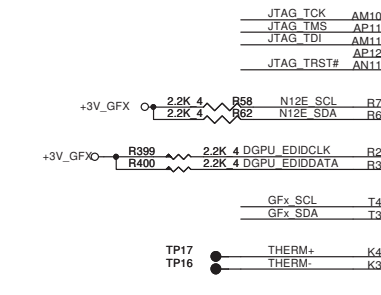 JTAG_TCK AM10
JTAG_TMS AP11
JTAG_TDI AM11
AP12
JTAG_TRST# AN11
+3V_GFX 2.2K_4 R58 N12E_SCL R7
2.2K_4 R62 N12E_SDA R6
+3V_GFX R399 2.2K_4 DGPU_EDIDCLK R2
R400 2.2K_4 DGPU_EDIDDATA R3
GFx_SCL T4
GFx_SDA T3
TP17 THERM+ K4
TP16 THERM- K3